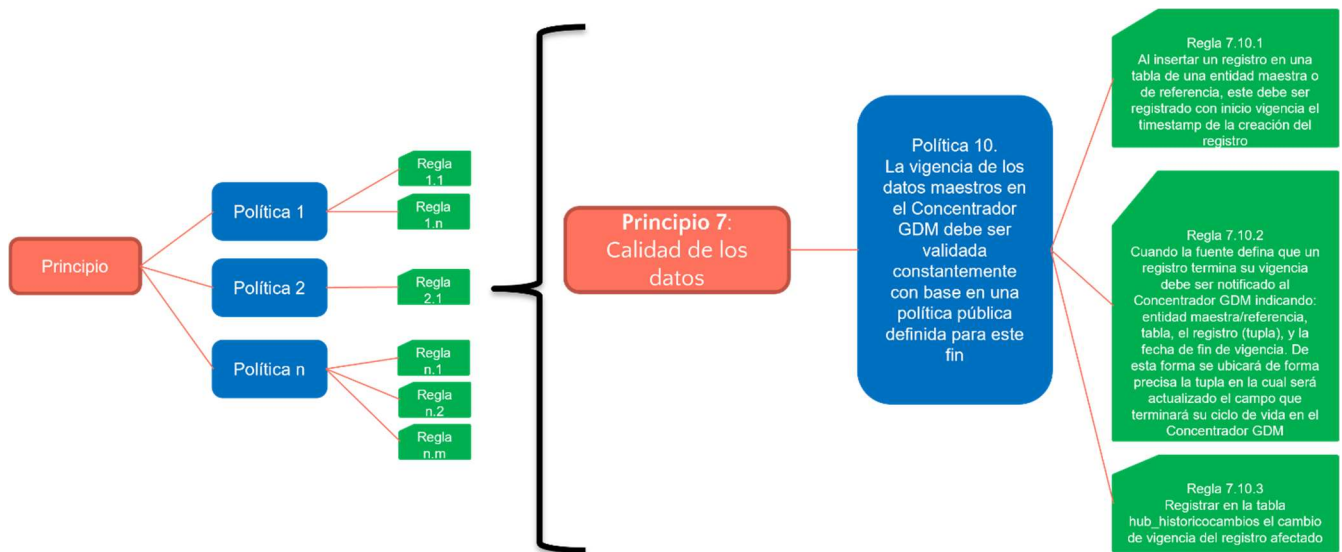 Principio
Política 1
Política 2
Política n
Regla
1.1
Regla
1.n
Regla
2.1
Regla
n.1
Regla
n.2
Regla
n.m
Principio 7:
Calidad de los
datos
Política 10.
La vigencia de los
datos maestros en
el Concentrador
GDM debe ser
validada
constantemente
con base en una
política pública
definida para este
fin
Regla 7.10.1
Al insertar un registro en una
tabla de una entidad maestra o
de referencia, este debe ser
registrado con inicio vigencia el
timestamp de la creación del
registro
Regla 7.10.2
Cuando la fuente defina que un
registro termina su vigencia
debe ser notificado al
Concentrador GDM indicando:
entidad maestra/referencia,
tabla, el registro (tupla), y la
fecha de fin de vigencia. De
esta forma se ubicará de forma
precisa la tupla en la cual será
actualizado el campo que
terminará su ciclo de vida en el
Concentrador GDM
Regla 7.10.3
Registrar en la tabla
hub_historicocambios el cambio
de vigencia del registro afectado